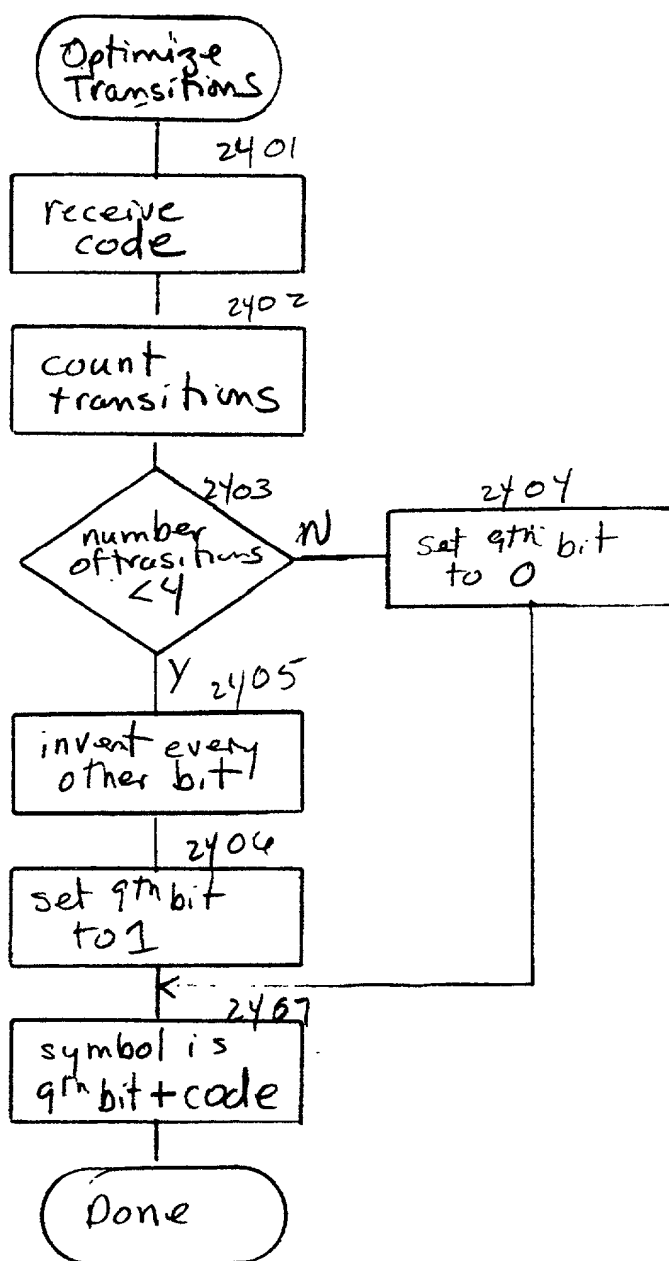 Optimize
Transitions
2401
receive
code
2402
count
transitions
2403
number
of trasitions
<4
N
2404
set 9th bit
to 0
Y
2405
invert every
other bit
2406
set 9th bit
to 1
2407
symbol is
9th bit + code
Done